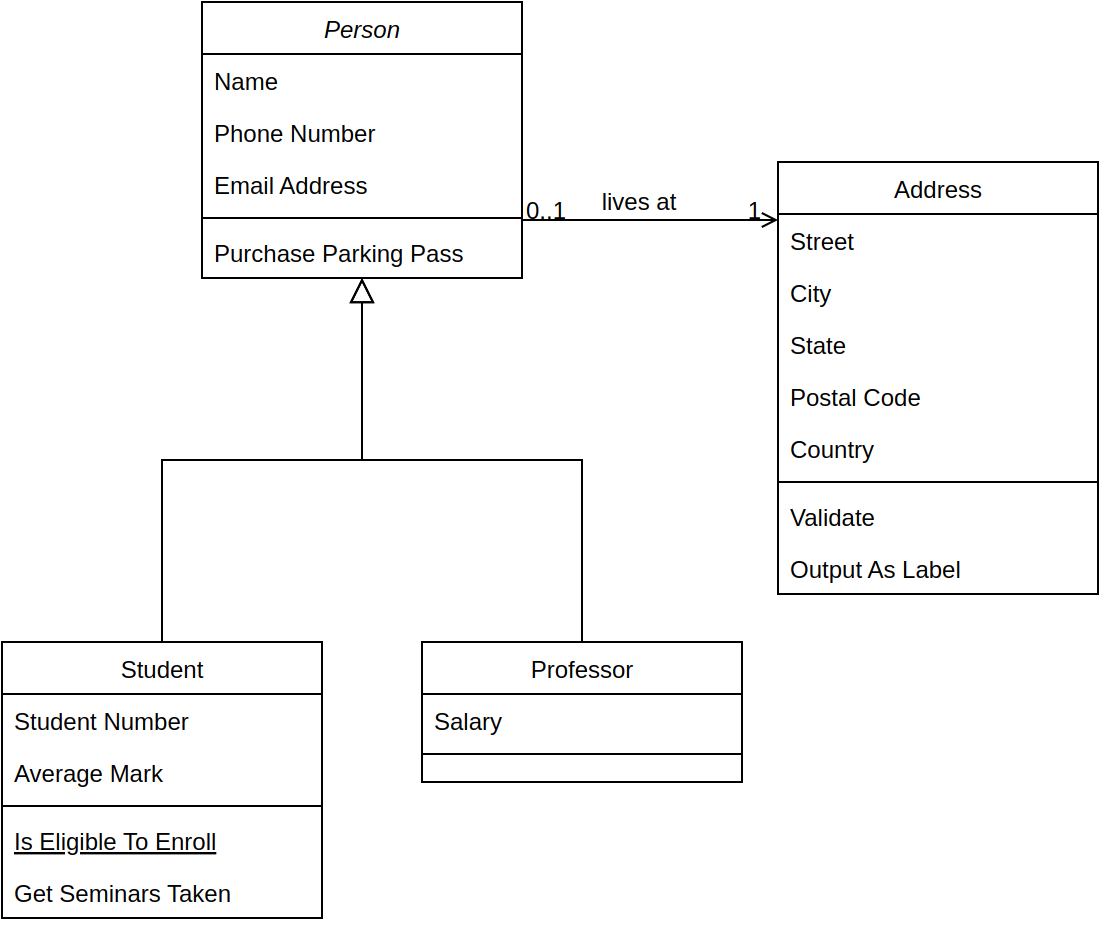 Person
Name
Phone Number
Email Address
Purchase Parking Pass
0..1
lives at
1
Address
Street
City
State
Postal Code
Country
Validate
Output As Label
Student
Student Number
Average Mark
Is Eligible To Enroll
Get Seminars Taken
Professor
Salary